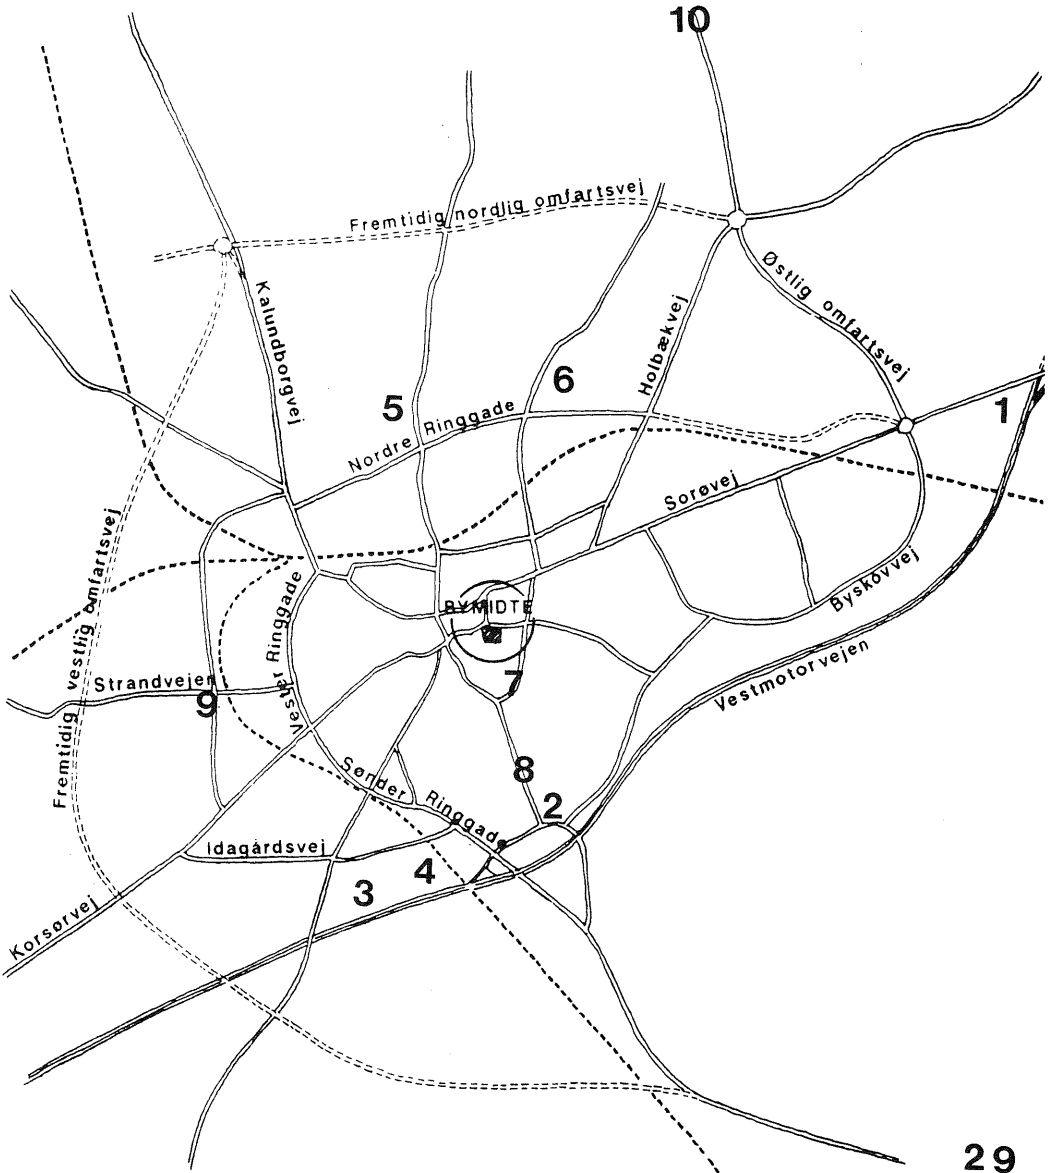 10
Fremtidig nordlig omfartsvej
Østlig omfartsvej
Kalundborgvej
Holbækvej
6
5
1
Nordre Ringgade
Sorøvej
Fremtidig vestlig omfartsvej
Vester Ringgade
BYMIDTE
Byskovvej
Vestmotorvejen
Strandvejen
7
9
8
Sønder Ringgade
2
Idagårdsvej
4
3
Korsørvej
29